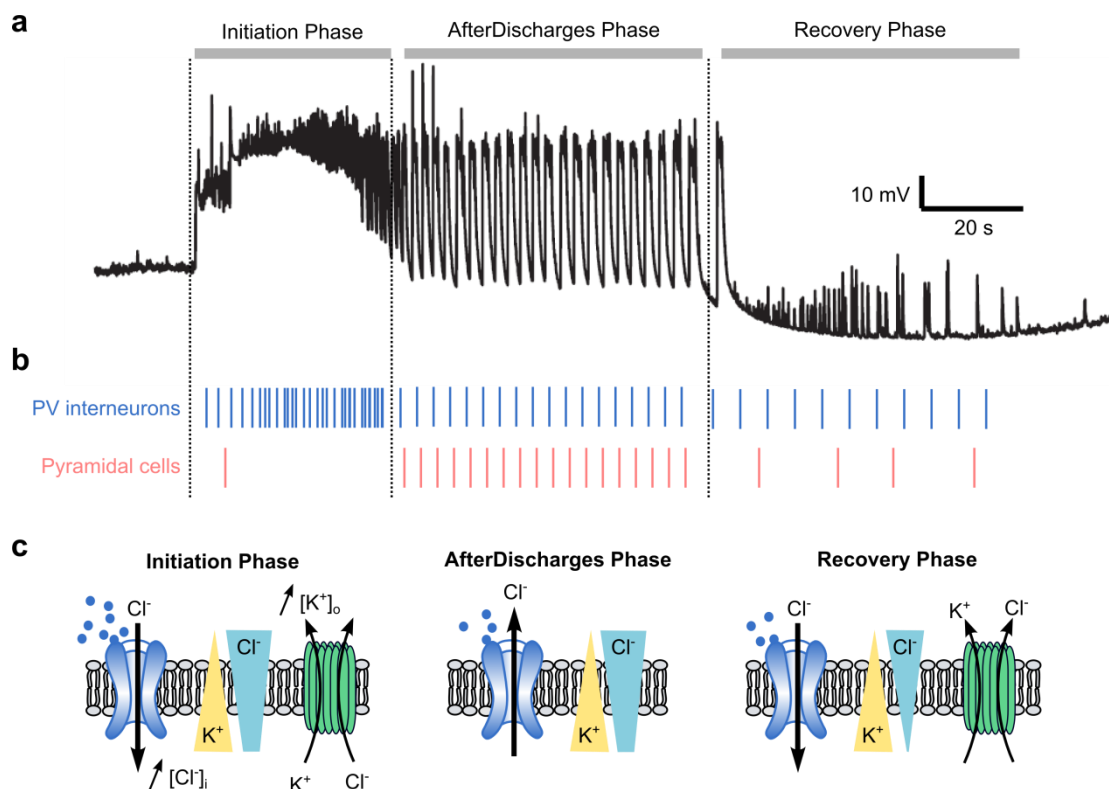 a
Initiation Phase
AfterDischarges Phase
Recovery Phase
10 mV
20 s
b
PV interneurons
Pyramidal cells
c
Initiation Phase
AfterDischarges Phase
Recovery Phase
Cl⁻
[K⁺]ₒ
Cl⁻
K⁺
[Cl⁻]ᵢ
K⁺
Cl⁻
Cl⁻
Cl⁻
K⁺
Cl⁻
K⁺
Cl⁻
Cl⁻
K⁺